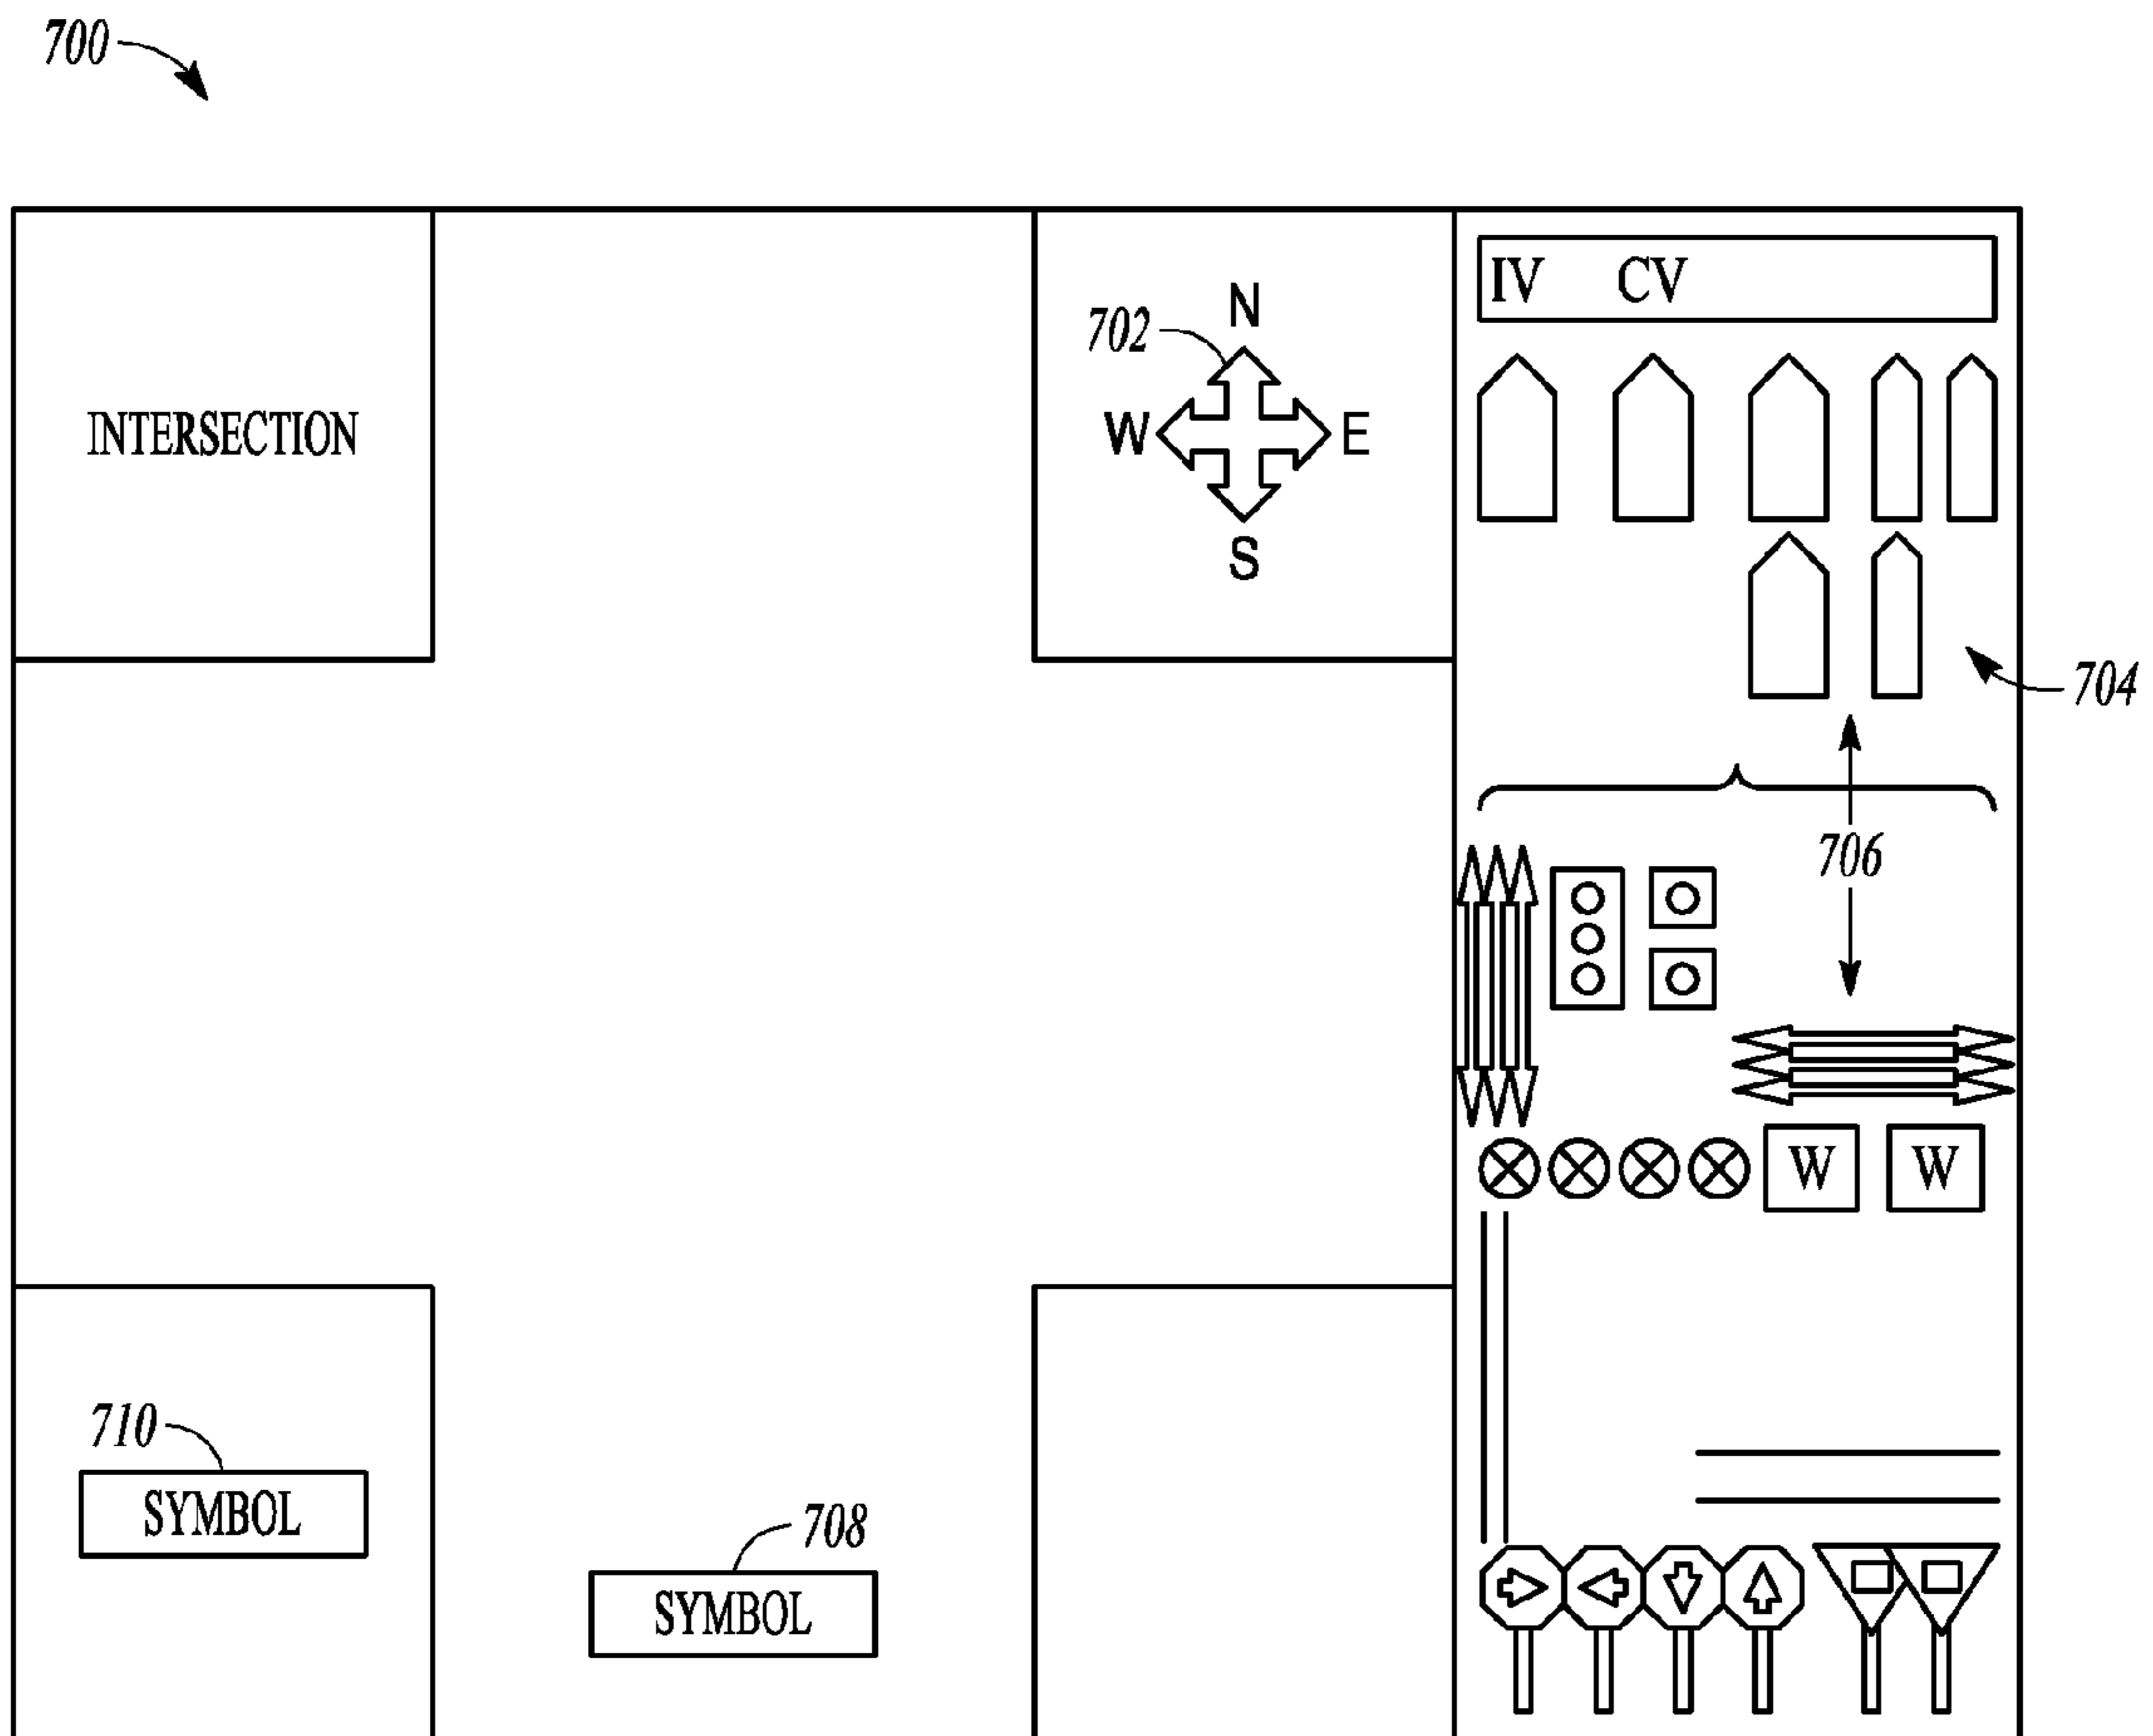 700
IV CV
N
702
INTERSECTION
W E
S
704
706
W W
710
SYMBOL
708
SYMBOL